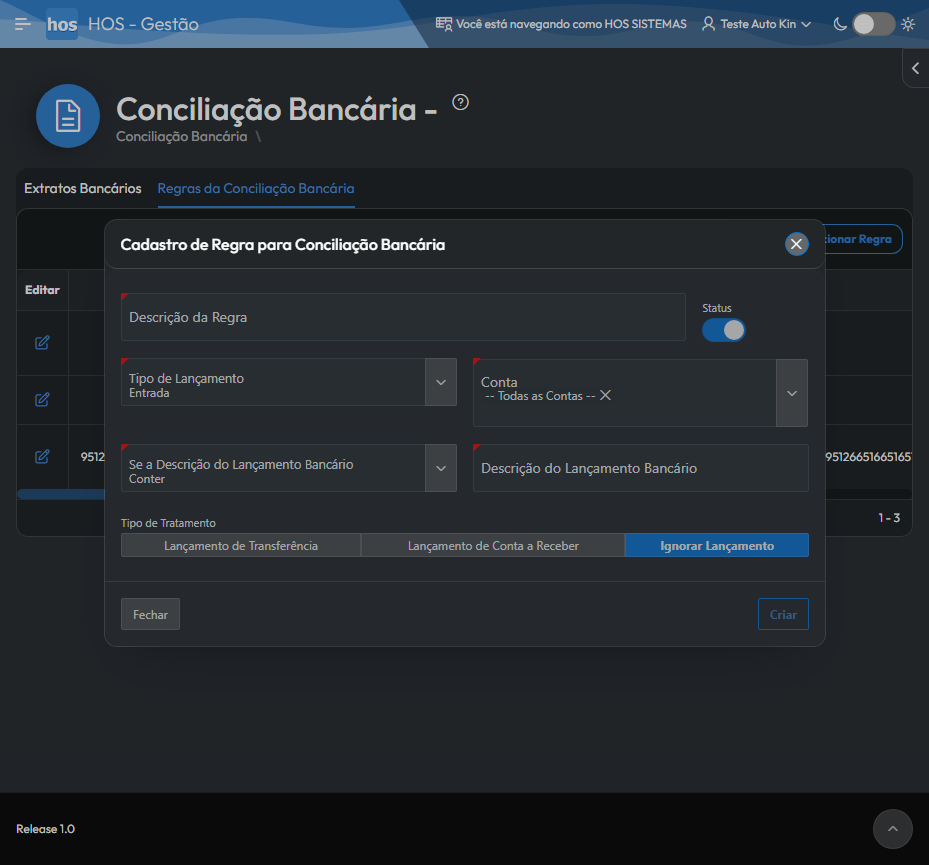 hos HOS - Gestão
Você está navegando como HOS SISTEMAS
Teste Auto Kin
Conciliação Bancária -
Conciliação Bancária \
Extratos Bancários
Regras da Conciliação Bancária
Cadastro de Regra para Conciliação Bancária
Regra
Editar
Descrição da Regra
Status
Tipo de Lançamento
Entrada
Conta
-- Todas as Contas --
Se a Descrição do Lançamento Bancário
Conter
Descrição do Lançamento Bancário
1 - 3
Tipo de Tratamento
Lançamento de Transferência
Lançamento de Conta a Receber
Ignorar Lançamento
Fechar
Criar
Release 1.0